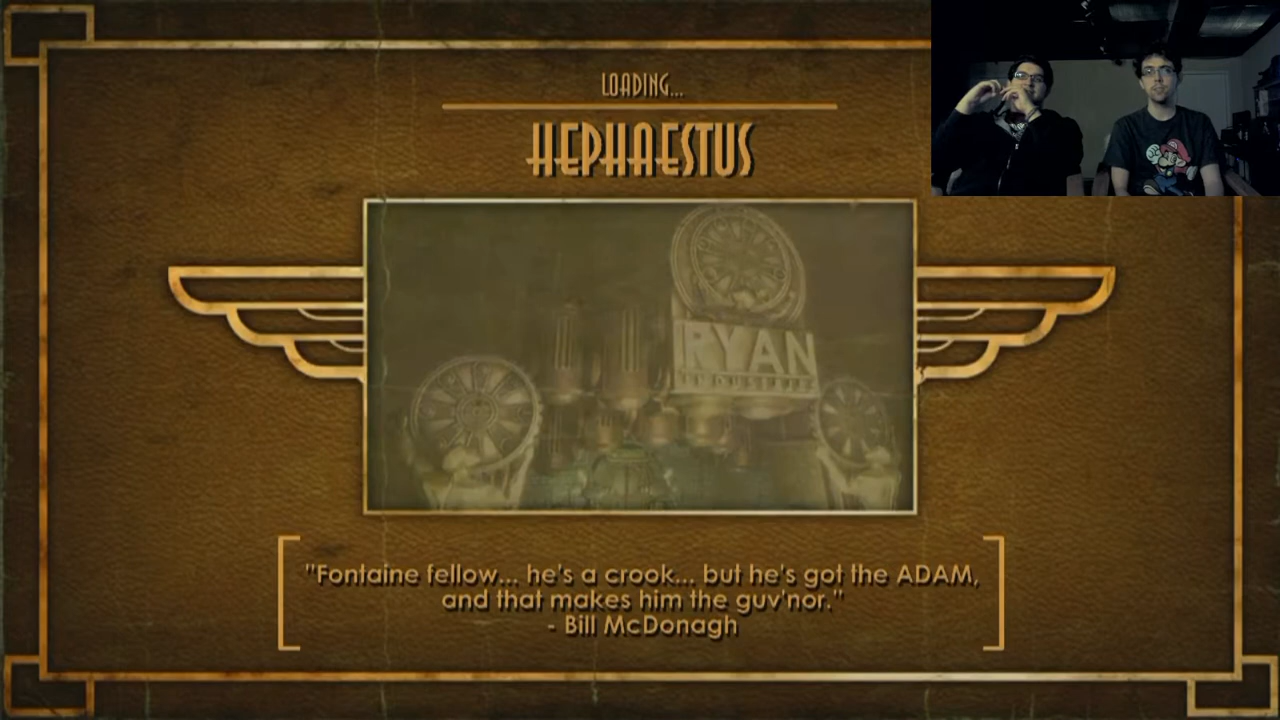 LOADING...
HEPHAESTUS
RYAN
INDUSTRIES
"Fontaine fellow... he's a crook... but he's got the ADAM,
and that makes him the guv'nor."
- Bill McDonagh